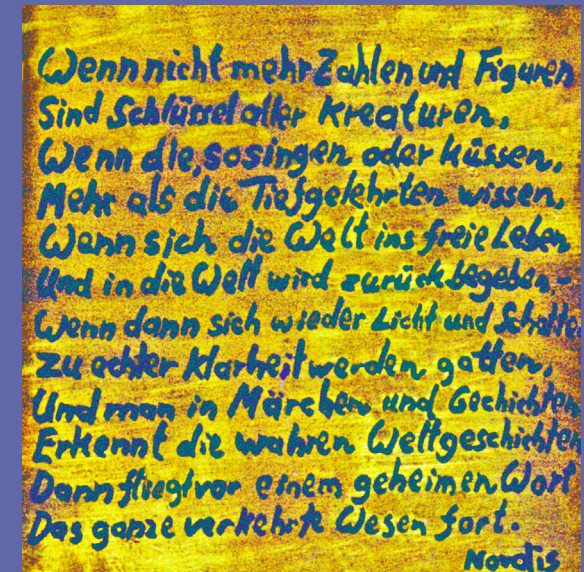 Wenn nicht mehr Zahlen und Figuren
Sind Schlüssel aller Kreaturen,
Wenn die, so singen oder küssen,
Mehr als die Tiefgelehrten wissen,
Wenn sich die Welt ins freie Leben
Und in die Welt wird zurück begeben-
Wenn dann sich wieder Licht und Schatten
Zu echter Klarheit werden gatten,
Und man in Märchen und Gechichten
Erkennt die wahren Weltgeschichten
Dann fliegt vor einem geheimen Wort
Das ganze verkehrte Wesen fort.
Novalis